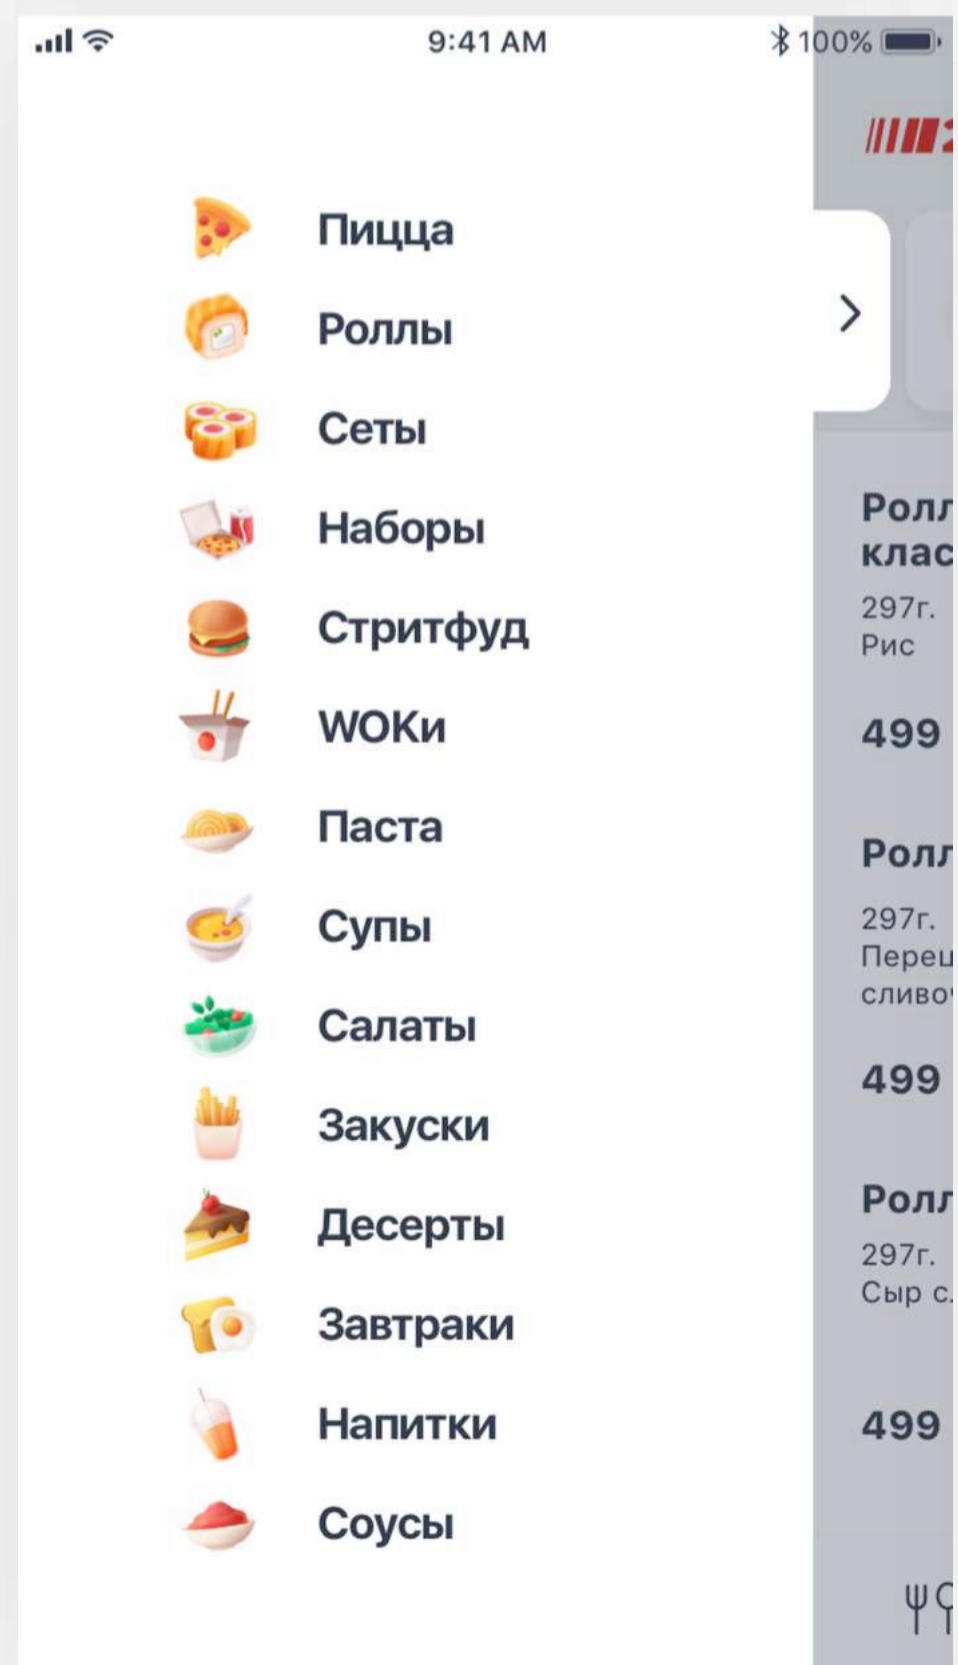 9:41 AM
100%
Пицца
Роллы
Сеты
Наборы
Стритфуд
WOKи
Паста
Супы
Салаты
Закуски
Десерты
Завтраки
Напитки
Соусы
297г.
Рис
499
297г.
499
297г.
Сыр
499